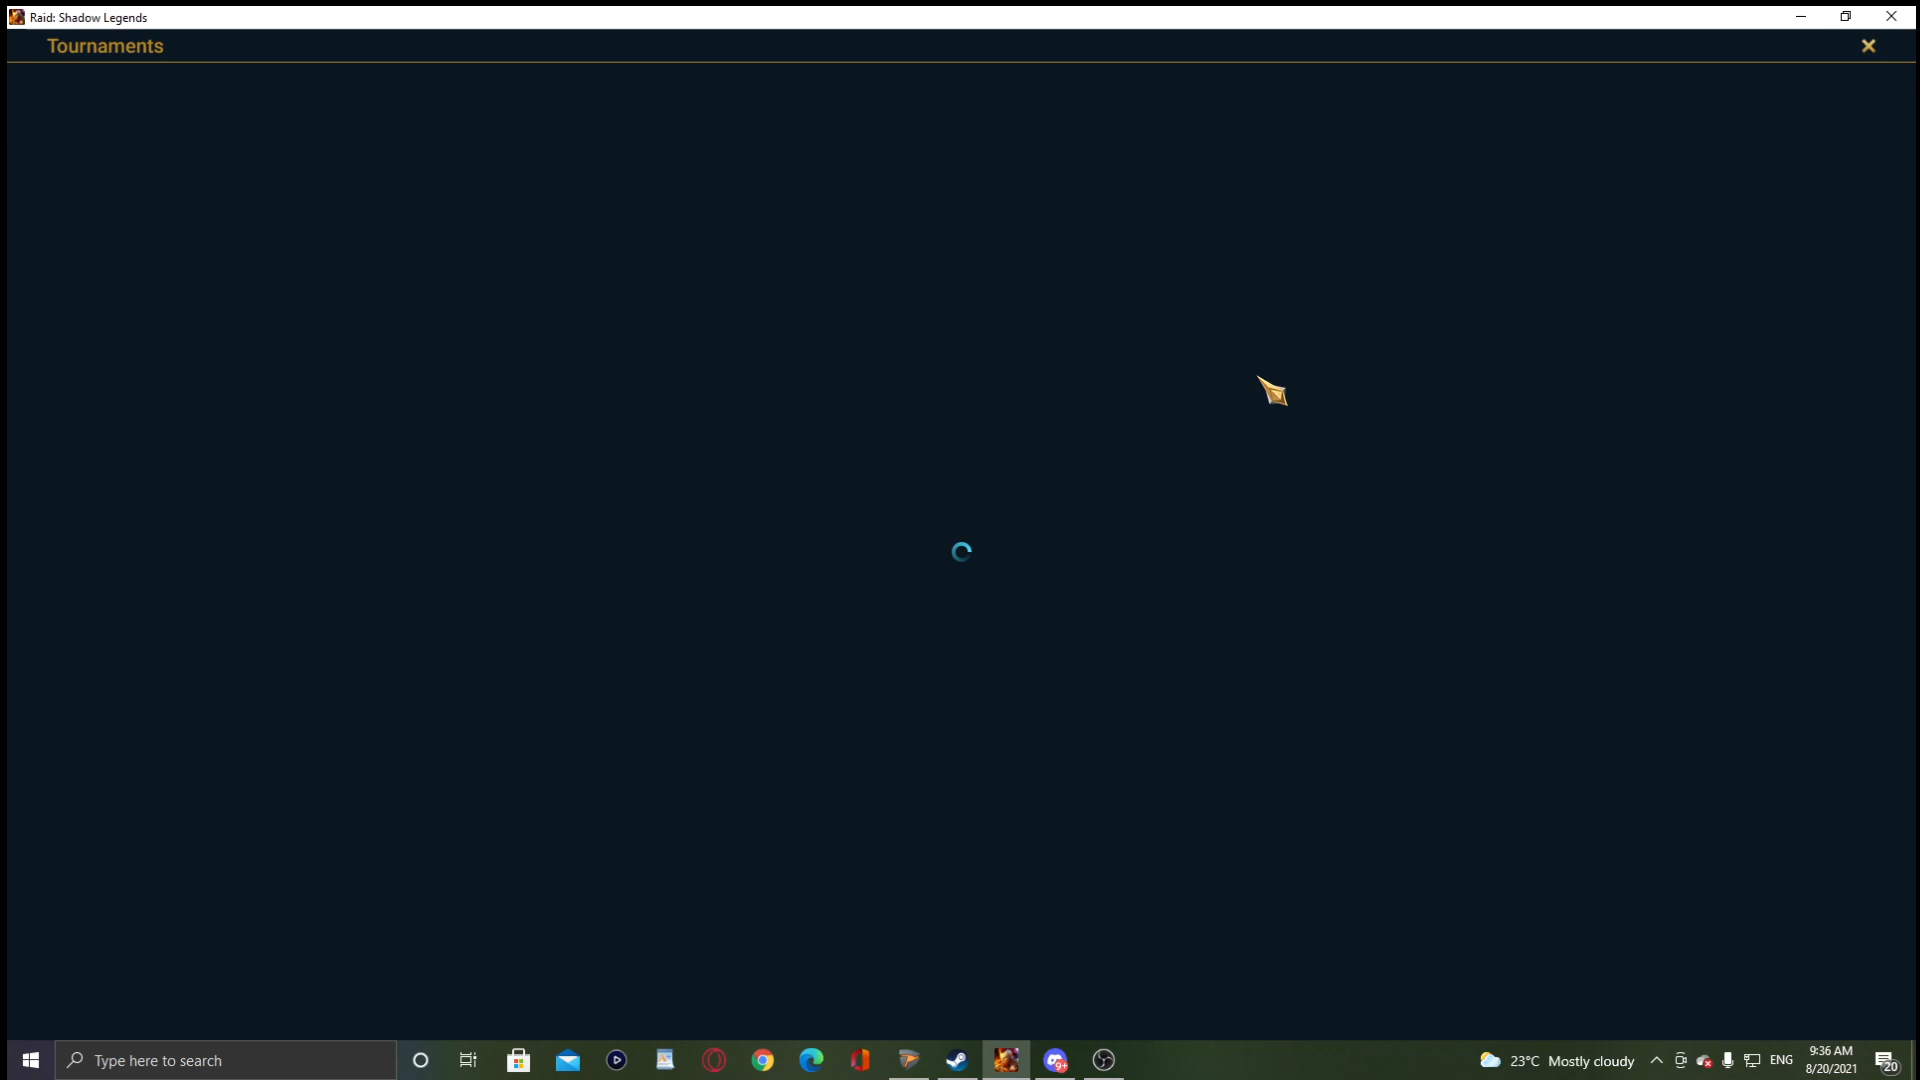 Raid: Shadow Legends
Tournaments
Type here to search
9+
23°C Mostly cloudy
ENG
9:36 AM
8/20/2021
20